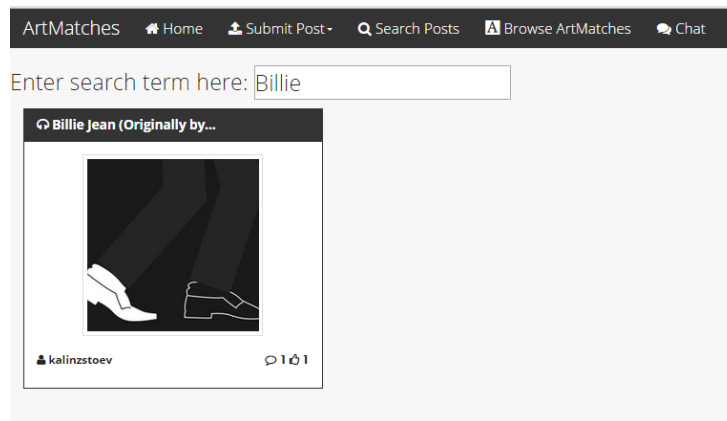 ArtMatches Home Submit Post Search Posts A Browse ArtMatches Chat
Enter search term here: Billie
Billie Jean (Originally by...
kalinzstoev 1 1